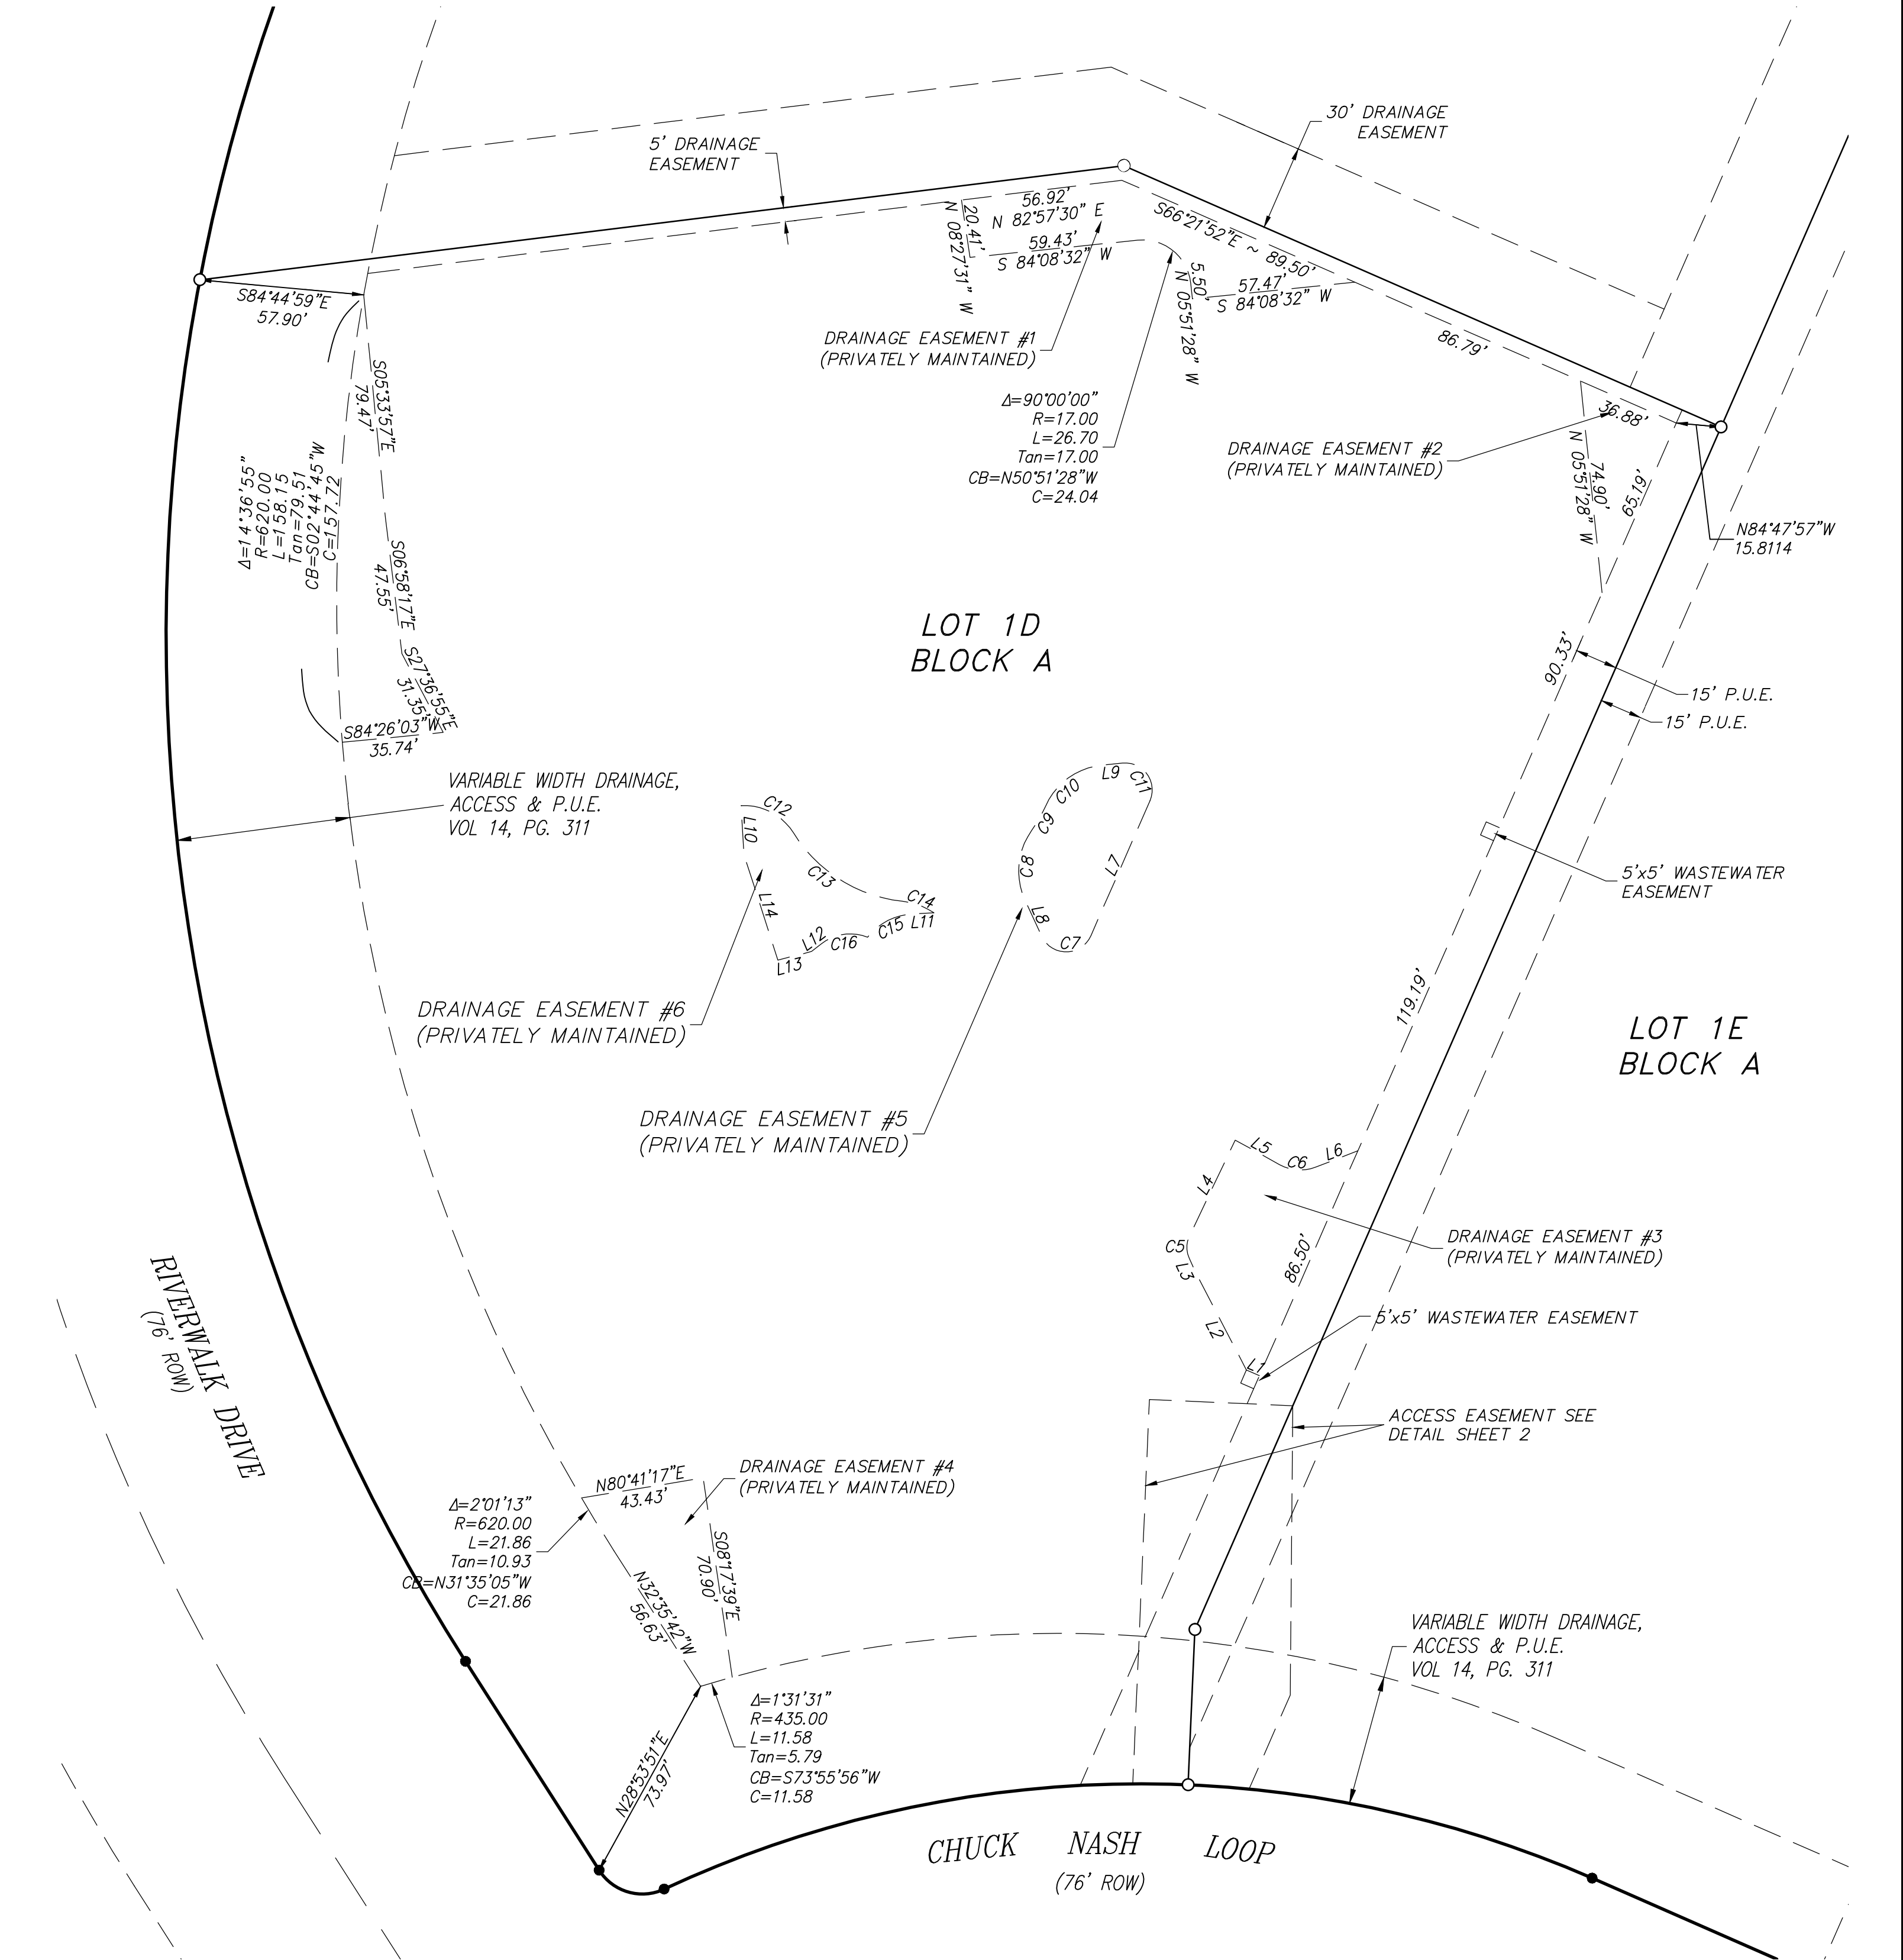 30' DRAINAGE
EASEMENT
5' DRAINAGE
EASEMENT
56.92'
N 82°57'30" E
20.41'
N 08°27'31" W
59.43'
S 84°08'32" W
S66°21'52"E ~ 89.50'
5.50'
N 05°51'28" W
57.47'
S 84°08'32" W
S84°44'59"E
57.90'
DRAINAGE EASEMENT #1
(PRIVATELY MAINTAINED)
86.79'
S05°33'57"E
79.47'
Δ=90°00'00"
R=17.00
L=26.70
Tan=17.00
CB=N50°51'28"W
C=24.04
36.88'
DRAINAGE EASEMENT #2
(PRIVATELY MAINTAINED)
74.90'
N 05°51'28" W
65.19'
N84°47'57"W
15.8114
Δ=14°36'55"
R=620.00
L=158.15
Tan=79.51
CB=S02°44'45"W
C=157.72
S06°58'17"E
47.55'
LOT 1D
BLOCK A
S27°36'55"E
31.35'
90.33'
15' P.U.E.
15' P.U.E.
S84°26'03"W
35.74'
VARIABLE WIDTH DRAINAGE,
ACCESS & P.U.E.
VOL 14, PG. 311
L9
C11
C10
C9
C8
L7
L8
C7
C12
L10
C13
L14
C14
L11
C15
L12
C16
L13
5'x5' WASTEWATER
EASEMENT
119.19'
DRAINAGE EASEMENT #6
(PRIVATELY MAINTAINED)
LOT 1E
BLOCK A
DRAINAGE EASEMENT #5
(PRIVATELY MAINTAINED)
L5
C6
L6
L4
C5
L3
L2
L1
86.50'
DRAINAGE EASEMENT #3
(PRIVATELY MAINTAINED)
5'x5' WASTEWATER EASEMENT
RIVERWALK DRIVE
(76' ROW)
ACCESS EASEMENT SEE
DETAIL SHEET 2
N80°41'17"E
43.43'
DRAINAGE EASEMENT #4
(PRIVATELY MAINTAINED)
Δ=2°01'13"
R=620.00
L=21.86
Tan=10.93
CB=N31°35'05"W
C=21.86
S08°17'39"E
70.90'
N32°35'42"W
56.63'
VARIABLE WIDTH DRAINAGE,
ACCESS & P.U.E.
VOL 14, PG. 311
Δ=1°31'31"
R=435.00
L=11.58
Tan=5.79
CB=S73°55'56"W
C=11.58
N28°53'51"E
73.97'
CHUCK NASH LOOP
(76' ROW)